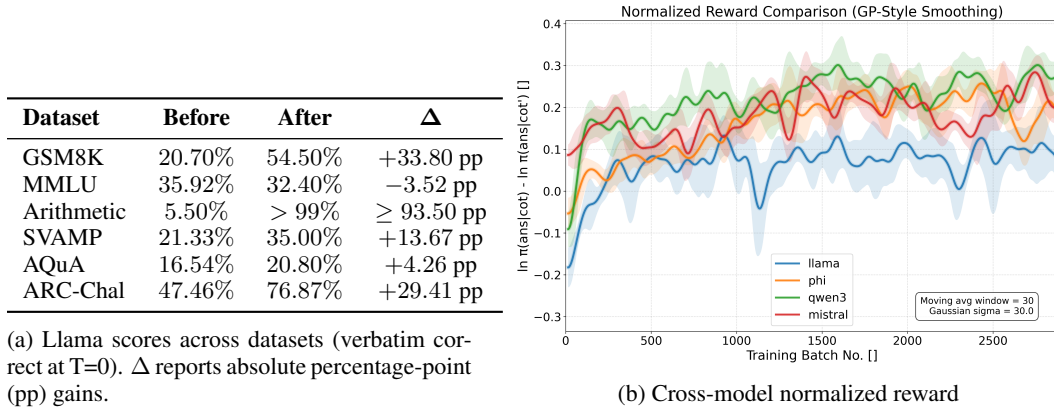 Dataset Before After Δ
GSM8K 20.70% 54.50% +33.80 pp
MMLU 35.92% 32.40% −3.52 pp
Arithmetic 5.50% > 99% ≥ 93.50 pp
SVAMP 21.33% 35.00% +13.67 pp
AQuA 16.54% 20.80% +4.26 pp
ARC-Chal 47.46% 76.87% +29.41 pp
(a) Llama scores across datasets (verbatim cor-
rect at T=0). Δ reports absolute percentage-point
(pp) gains.
Normalized Reward Comparison (GP-Style Smoothing)
ln π(ans|cot) - ln π(ans|cot') []
0.4
0.3
0.2
0.1
0.0
−0.1
−0.2
−0.3
llama
phi
qwen3
mistral
Moving avg window = 30
Gaussian sigma = 30.0
0 500 1000 1500 2000 2500
Training Batch No. []
(b) Cross-model normalized reward